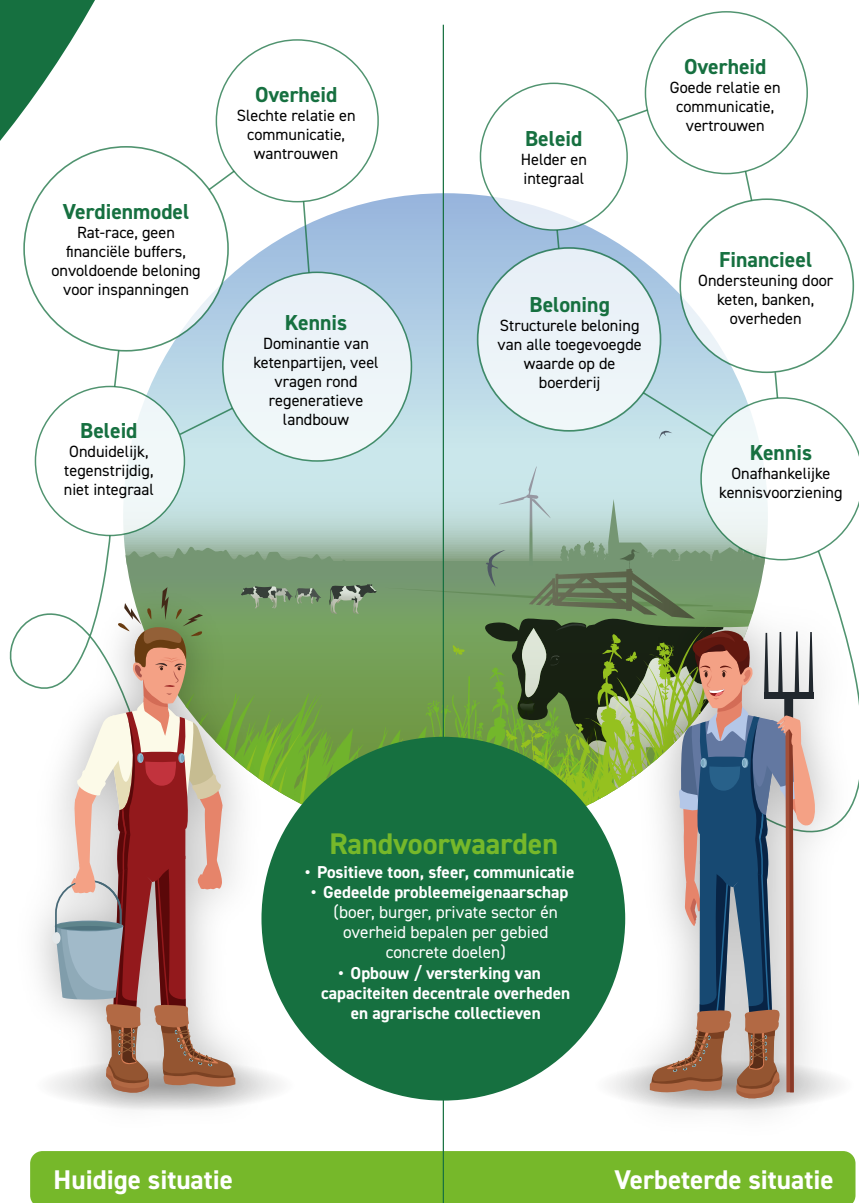 Overheid
Slechte relatie en
communicatie,
wantrouwen
Verdienmodel
Rat-race, geen
financiële buffers,
onvoldoende beloning
voor inspanningen
Kennis
Dominantie van
ketenpartijen, veel
vragen rond
regeneratieve
landbouw
Beleid
Onduidelijk,
tegenstrijdig,
niet integraal
Overheid
Goede relatie en
communicatie,
vertrouwen
Beleid
Helder en
integraal
Financieel
Ondersteuning door
keten, banken,
overheden
Beloning
Structurele beloning
van alle toegevoegde
waarde op de
boerderij
Kennis
Onafhankelijke
kennisvoorziening
Randvoorwaarden
• Positieve toon, sfeer, communicatie
• Gedeelde probleemeigenaarschap
(boer, burger, private sector én
overheid bepalen per gebied
concrete doelen)
• Opbouw / versterking van
capaciteiten decentrale overheden
en agrarische collectieven
Huidige situatie
Verbeterde situatie